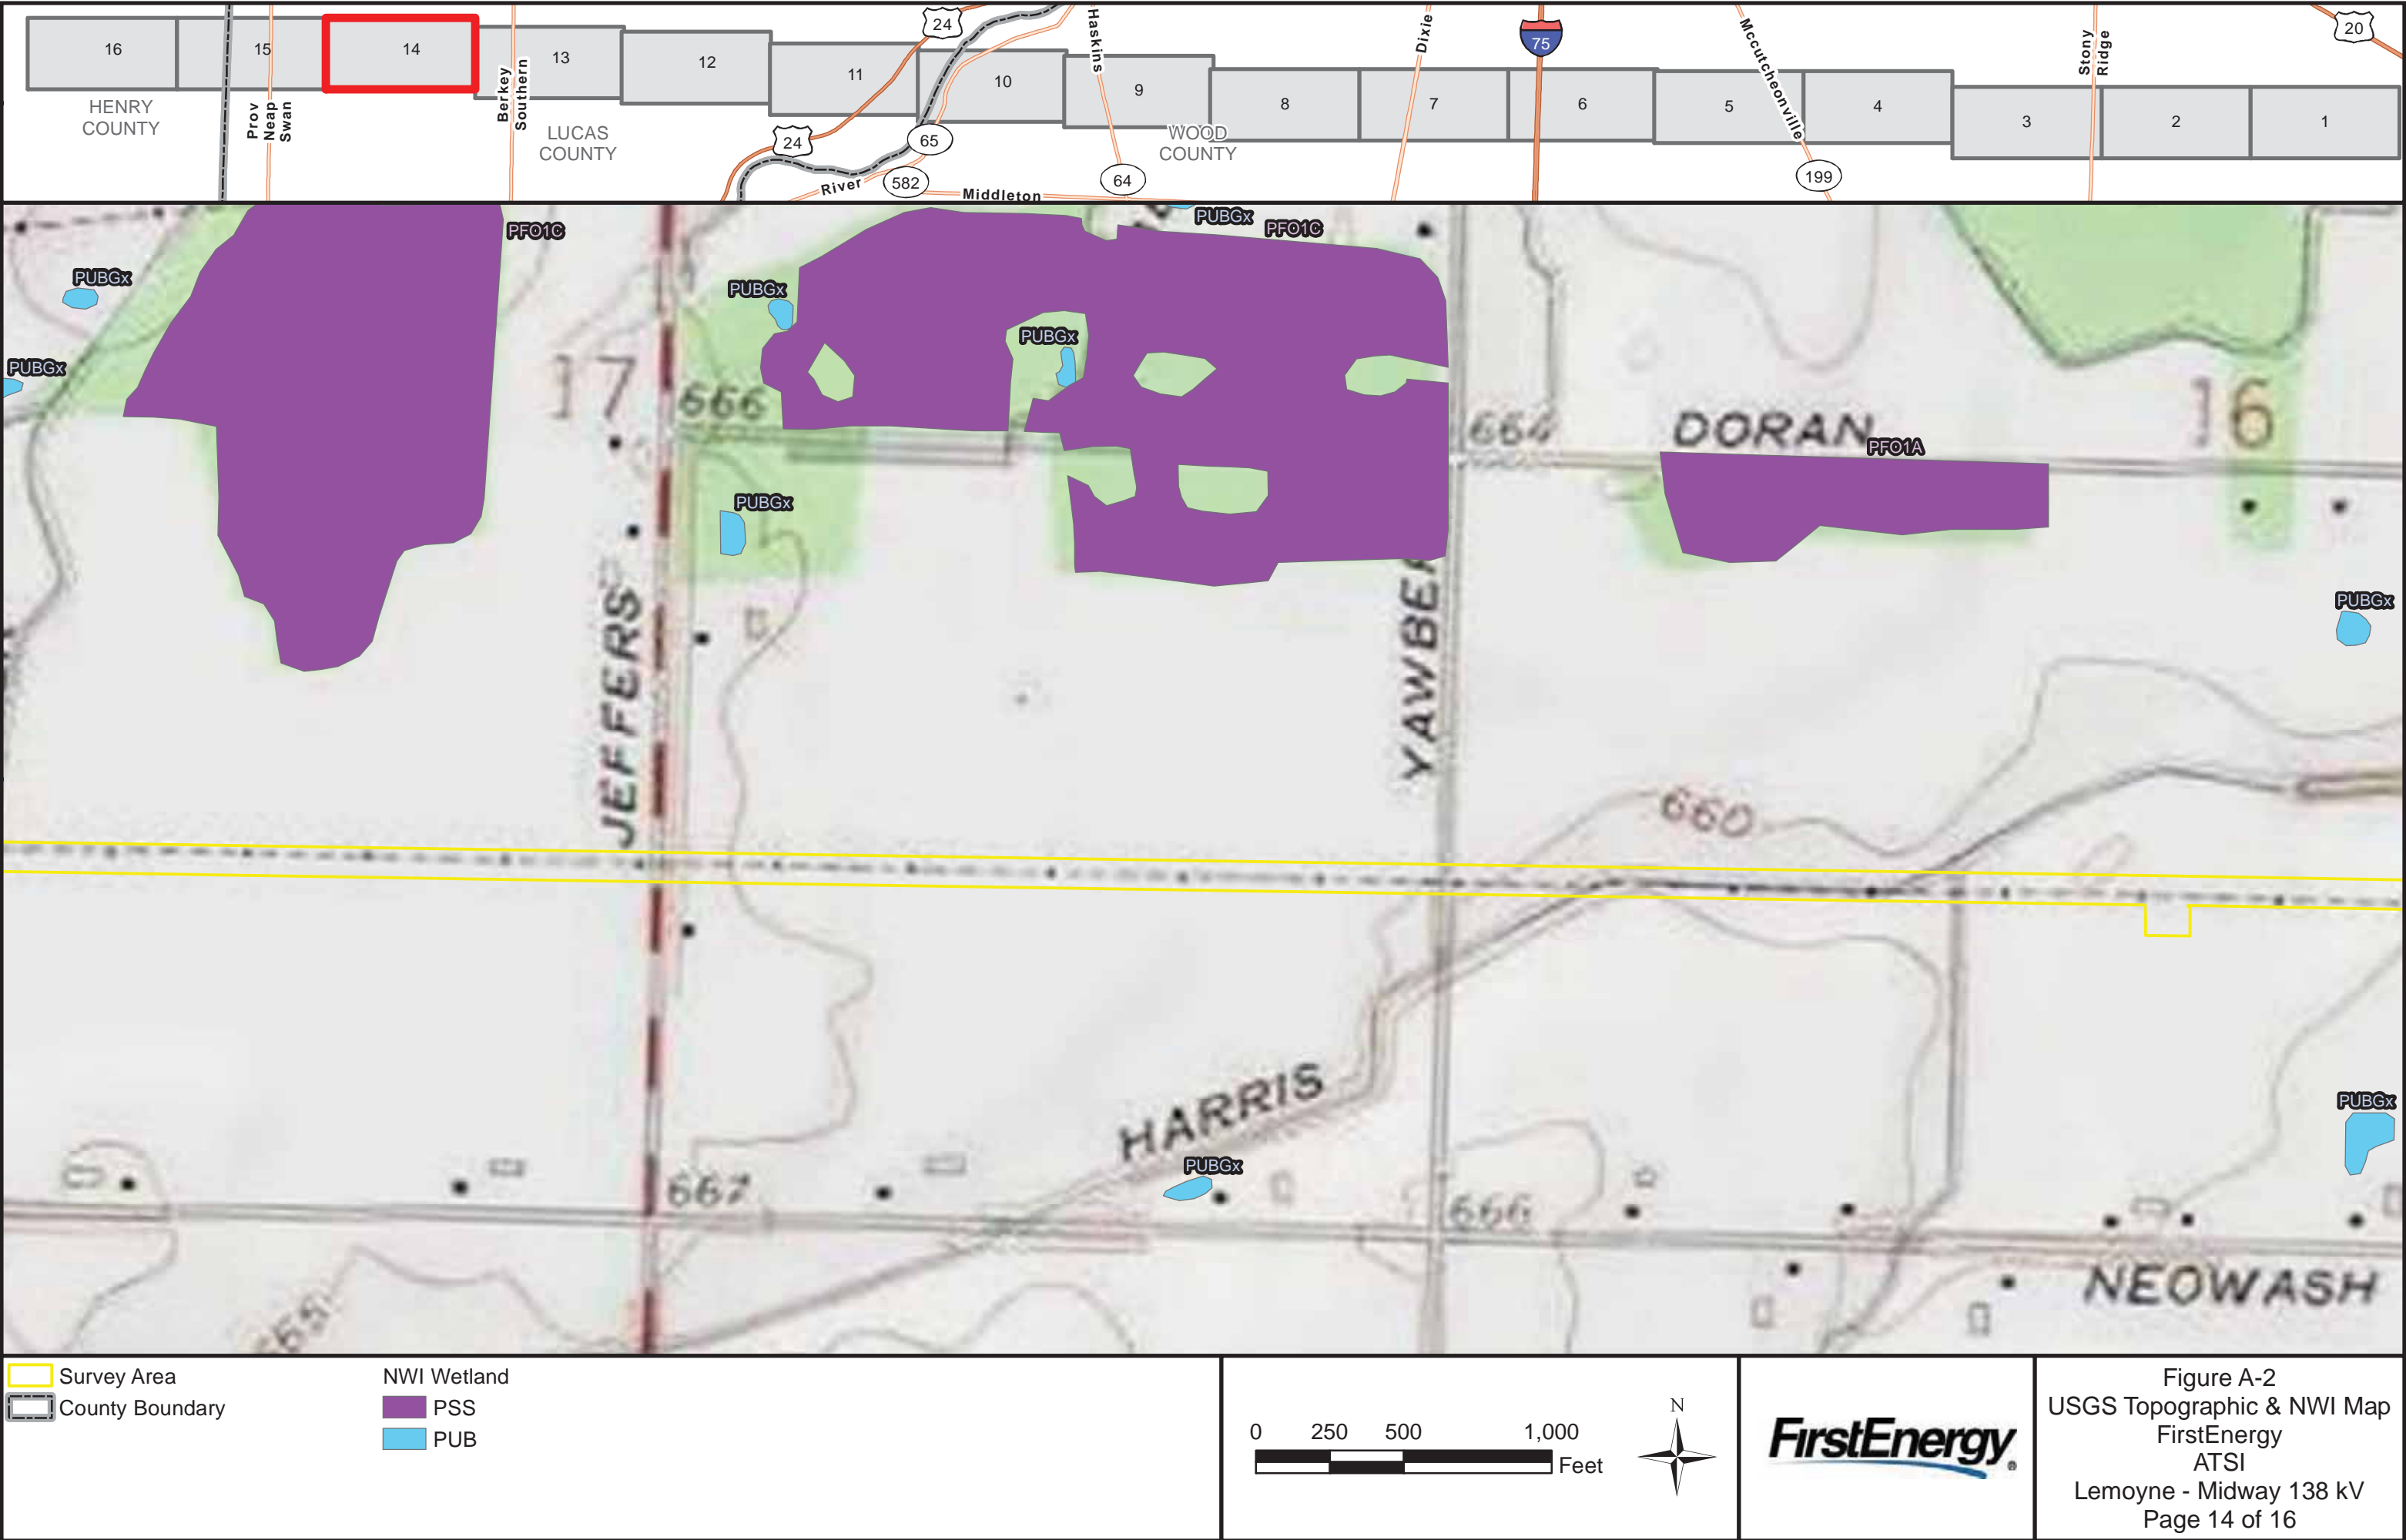 24
20
75
16
15
14
13
12
11
10
9
8
7
6
5
4
3
2
1
HENRY
COUNTY
Prov
Neap
Swan
Berkey
Southern
LUCAS
COUNTY
24
65
River
582
Middleton
Haskins
64
WOOD
COUNTY
Dixie
Mccutcheonville
199
Stony
Ridge
PFO1C
PUBGx
PFO1C
PUBGx
PUBGx
PUBGx
PUBGx
17
666
664
DORAN
PFO1A
16
PUBGx
JEFFERS
YAWBER
PUBGx
660
HARRIS
PUBGx
PUBGx
667
666
NEOWASH
Survey Area
County Boundary
NWI Wetland
PSS
PUB
0 250 500 1,000
Feet
N
FirstEnergy®
Figure A-2
USGS Topographic & NWI Map
FirstEnergy
ATSI
Lemoyne - Midway 138 kV
Page 14 of 16